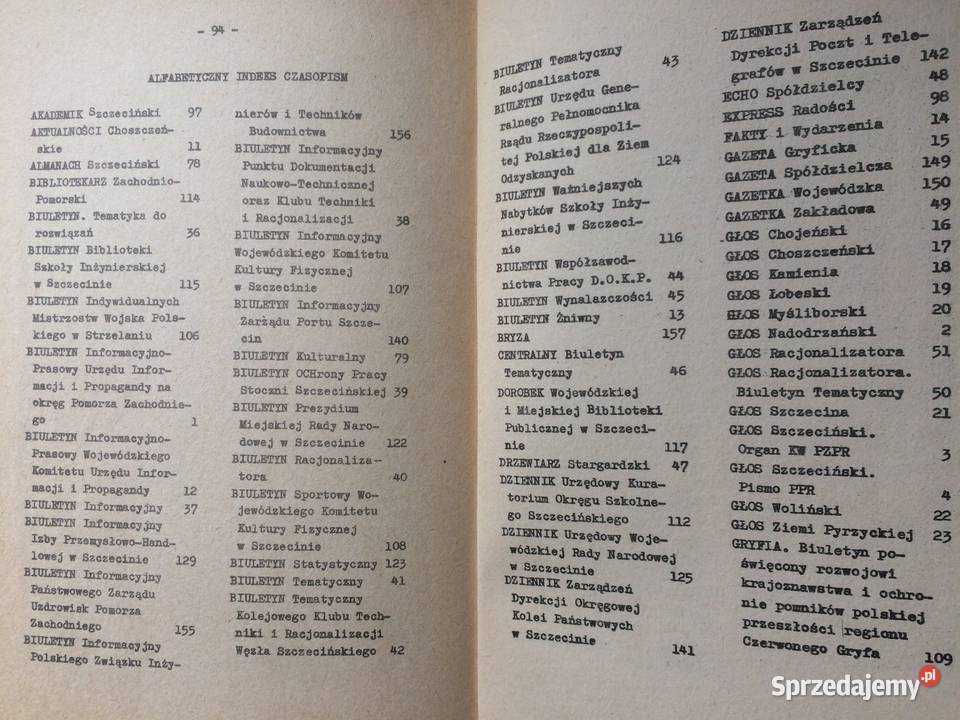 - 94 -
ALFABETYCZNY INDEKS CZASOPISM
AKADEMIK Szczeciński 97
AKTUALNOŚCI Choszczeń-
skie 11
ALMANACH Szczeciński 78
BIBLIOTEKARZ Zachodnio-
Pomorski 114
BIULETYN. Tematyka do
rozwiązań 36
BIULETYN Biblioteki
Szkoły Inżynierskiej
w Szczecinie 115
BIULETYN Indywidualnych
Mistrzostw Wojska Pols-
kiego w Strzelaniu 106
BIULETYN Informacyjno-
Prasowy Urzędu Infor-
macji i Propagandy na
okręg Pomorza Zachodnie-
go 1
BIULETYN Informacyjno-
Prasowy Wojewódzkiego
Komitetu Urzędu Infor-
macji i Propagandy 12
BIULETYN Informacyjny 37
BIULETYN Informacyjny
Izby Przemysłowo-Hand-
lowej w Szczecinie 129
BIULETYN Informacyjny
Państwowego Zarządu
Uzdrowisk Pomorza
Zachodniego 155
BIULETYN Informacyjny
Polskiego Związku Inży-
nierów i Techników
Budownictwa 156
BIULETYN Informacyjny
Punktu Dokumentacji
Naukowo-Technicznej
oraz Klubu Techniki
i Racjonalizacji 38
BIULETYN Informacyjny
Wojewódzkiego Komitetu
Kultury Fizycznej
w Szczecinie 107
BIULETYN Informacyjny
Zarządu Portu Szcze-
cin 140
BIULETYN Kulturalny 79
BIULETYN OCHrony Pracy
Stoczni Szczecińskiej 39
BIULETYN Prezydium
Miejskiej Rady Naro-
dowej w Szczecinie 122
BIULETYN Racjonaliza-
tora 40
BIULETYN Sportowy Wo-
jewódzkiego Komitetu
Kultury Fizycznej
w Szczecinie 108
BIULETYN Statystyczny 123
BIULETYN Tematyczny 41
BIULETYN Tematyczny
Kolejowego Klubu Tech-
niki i Racjonalizacji
Węzła Szczecińskiego 42
BIULETYN Tematyczny
Racjonalizatora 43
BIULETYN Urzędu Gene-
ralnego Pełnomocnika
Rządu Rzeczypospoli-
tej Polskiej dla Ziem
Odzyskanych 124
BIULETYN Ważniejszych
Nabytków Szkoły Inży-
nierskiej w Szczeci-
nie 116
BIULETYN Współzawod-
nictwa Pracy D.O.K.P. 44
BIULETYN Wynalazczości 45
BIULETYN Żniwny 13
BRYZA 157
CENTRALNY Biuletyn
Tematyczny 46
DOROBEK Wojewódzkiej
i Miejskiej Biblioteki
Publicznej w Szczeci-
nie 117
DRZEWIARZ Stargardzki 47
DZIENNIK Urzędowy Kura-
torium Okręgu Szkolne-
go Szczecińskiego 112
DZIENNIK Urzędowy Woje-
wódzkiej Rady Narodowej
w Szczecinie 125
DZIENNIK Zarządzeń
Dyrekcji Okręgowej
Kolei Państwowych
w Szczecinie 141
DZIENNIK Zarządzeń
Dyrekcji Poczt i Tele-
grafów w Szczecinie 142
ECHO Spółdzielcy 48
EXPRESS Radości 98
FAKTY i Wydarzenia 14
GAZETA Gryficka 15
GAZETA Spółdzielcza 149
GAZETKA Wojewódzka 150
GAZETKA Zakładowa 49
GŁOS Chojeński 16
GŁOS Choszczeński 17
GŁOS Kamienia 18
GŁOS Łobeski 19
GŁOS Myśliborski 20
GŁOS Nadodrzański 2
GŁOS Racjonalizatora 51
GŁOS Racjonalizatora.
Biuletyn Tematyczny 50
GŁOS Szczecina 21
GŁOS Szczeciński.
Organ KW PZPR 3
GŁOS Szczeciński.
Pismo PPR 4
GŁOS Woliński 22
GŁOS Ziemi Pyrzyckiej 23
GRYFIA. Biuletyn po-
święcony rozwojowi
krajoznawstwa i ochro-
nie pomników polskiej
przeszłości regionu
Czerwonego Gryfa 109
Sprzedajemy.pl